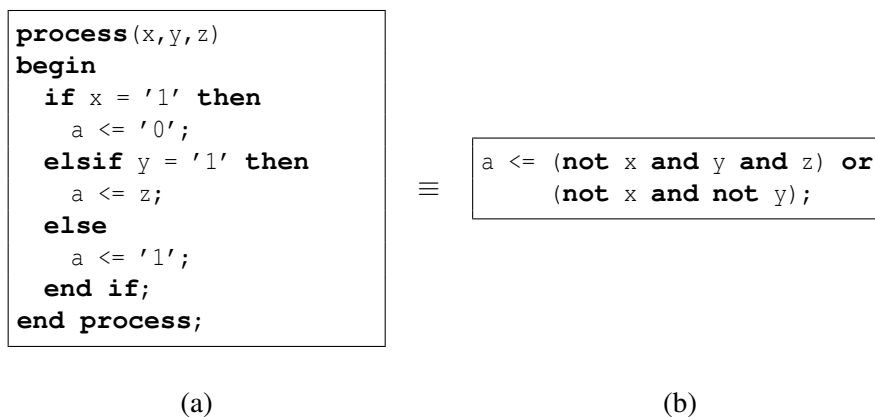 process(x,y,z)
begin
if x = '1' then
a <= '0';
elsif y = '1' then
a <= z;
else
a <= '1';
end if;
end process;
≡
a <= (not x and y and z) or
(not x and not y);
(a)
(b)